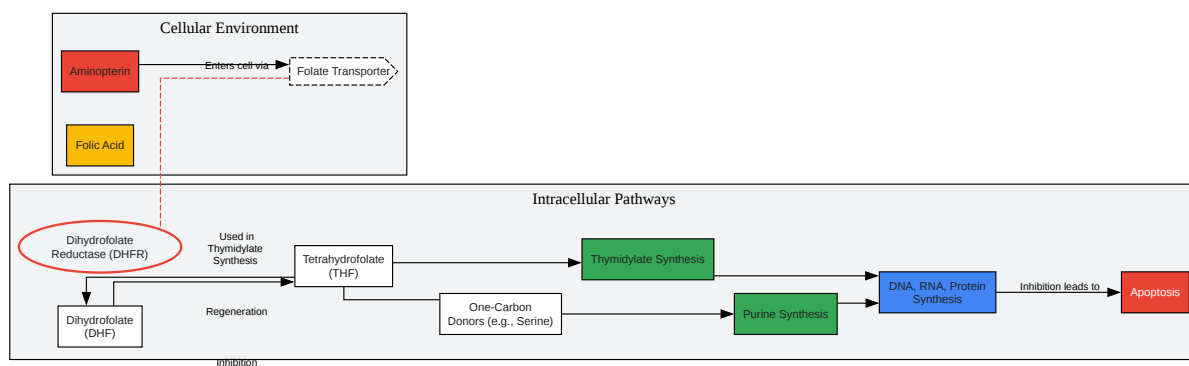 Cellular Environment
Aminopterin
Enters cell via
Folate Transporter
Folic Acid
Intracellular Pathways
Dihydrofolate
Reductase (DHFR)
Used in
Thymidylate
Synthesis
Tetrahydrofolate
(THF)
Thymidylate Synthesis
DNA, RNA, Protein
Synthesis
Inhibition leads to
Apoptosis
Regeneration
One-Carbon
Donors (e.g., Serine)
Purine Synthesis
Dihydrofolate
(DHF)
Inhibition